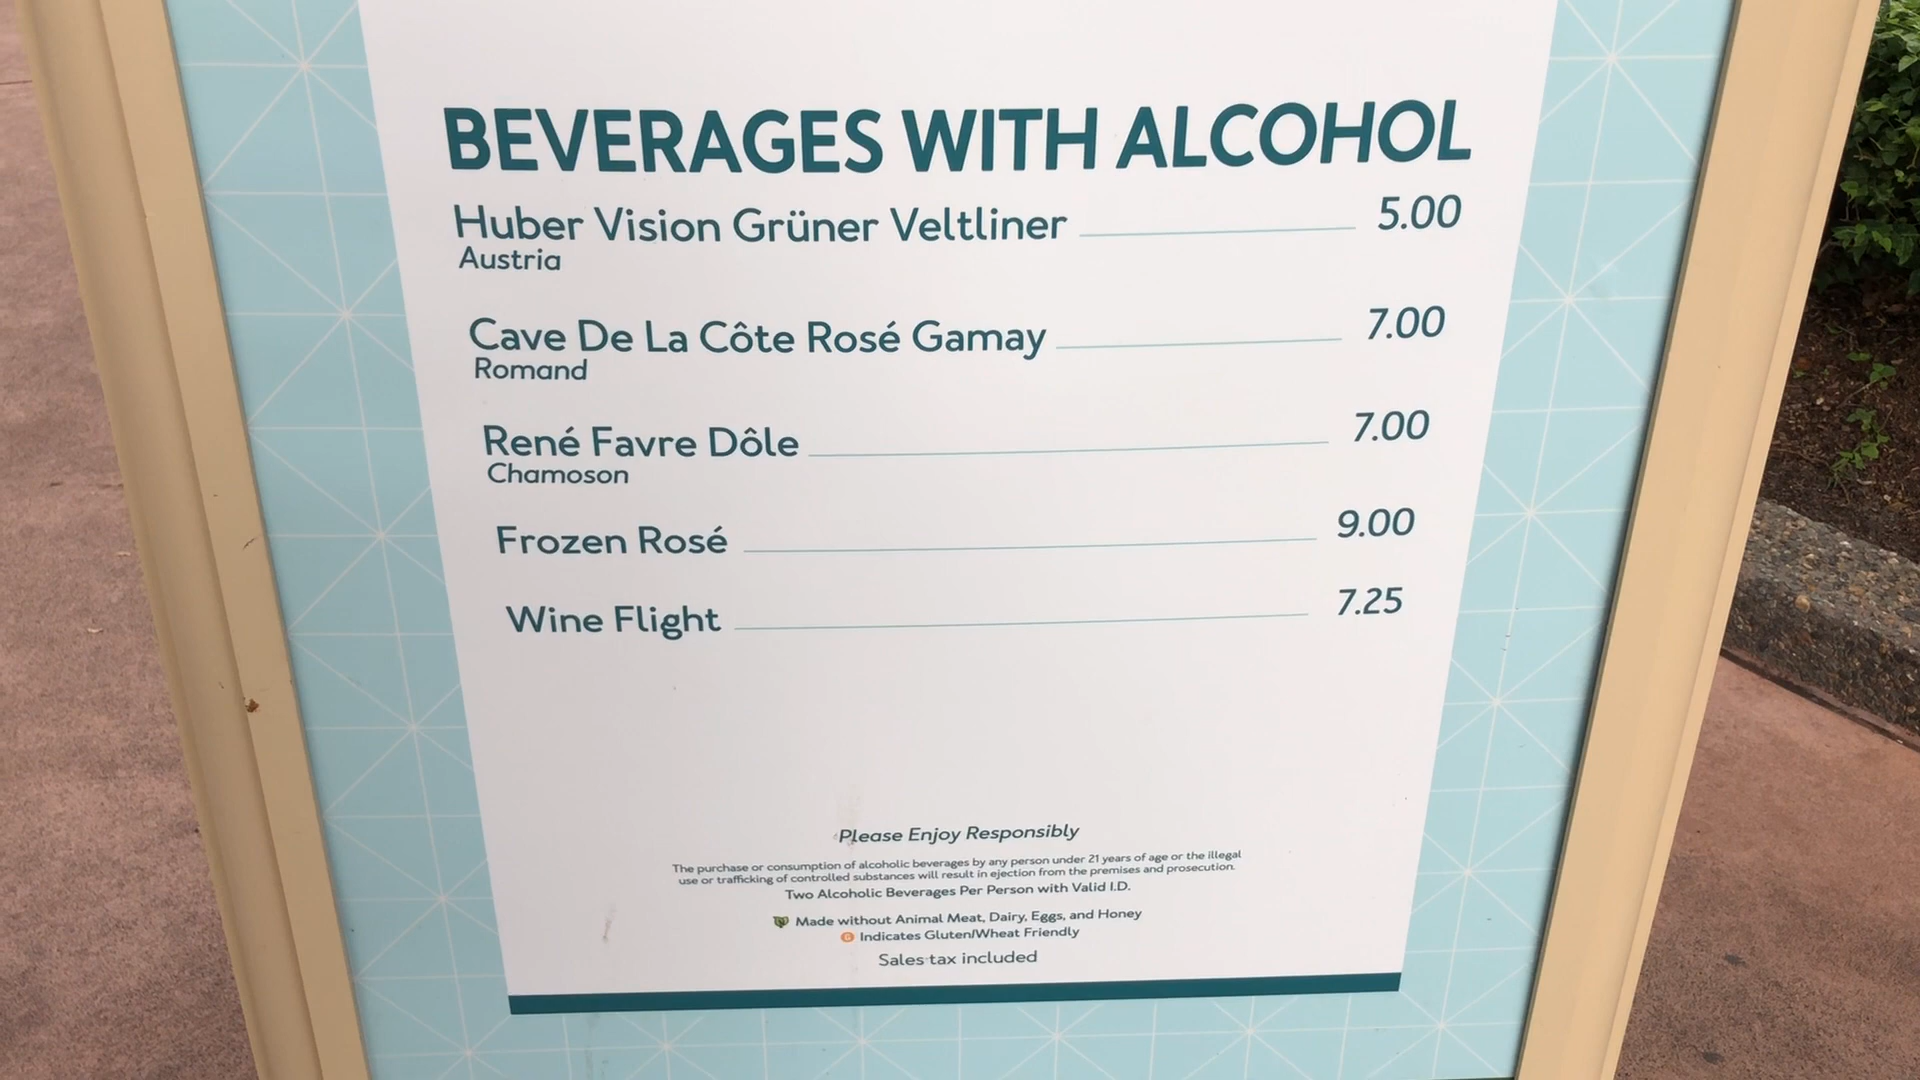 BEVERAGES WITH ALCOHOL
Huber Vision Grüner Veltliner 5.00
Austria
Cave De La Côte Rosé Gamay 7.00
Romand
René Favre Dôle 7.00
Chamoson
Frozen Rosé 9.00
Wine Flight 7.25
Please Enjoy Responsibly
The purchase or consumption of alcoholic beverages by any person under 21 years of age or the illegal
use or trafficking of controlled substances will result in ejection from the premises and prosecution.
Two Alcoholic Beverages Per Person with Valid I.D.
Made without Animal Meat, Dairy, Eggs, and Honey
G Indicates Gluten/Wheat Friendly
Sales tax included